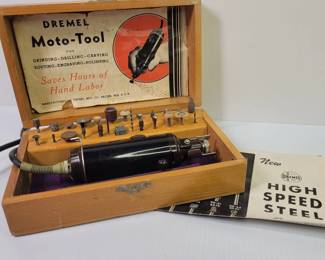 DREMEL
Moto-Tool
FOR
GRINDING-DRILLING-CARVING
ROUTING-ENGRAVING-POLISHING
Saves Hours of
Hand Labor
New
DREMEL
HIGH
SPEED
STEEL